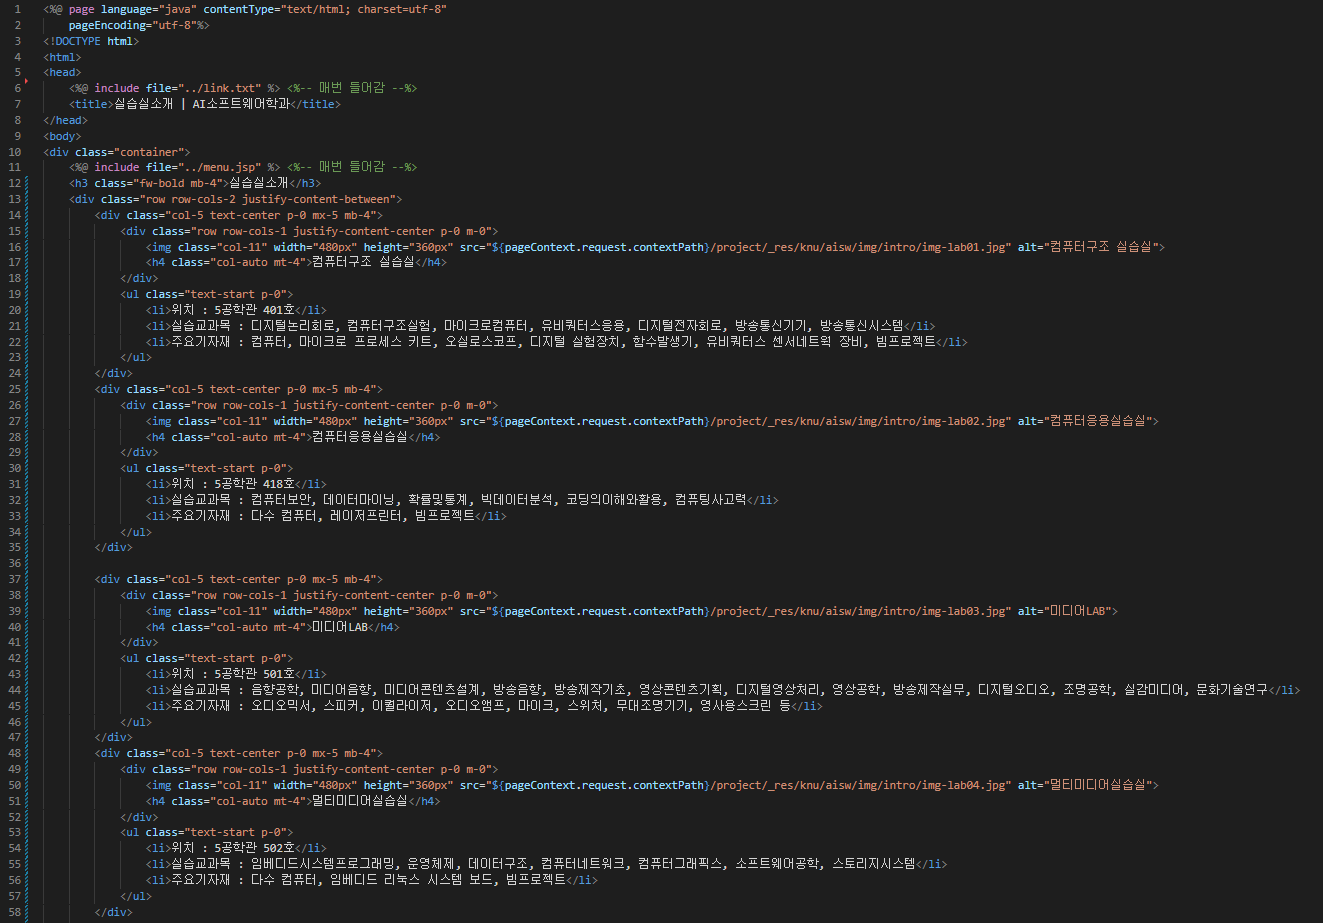 1 <%@ page language="java" contentType="text/html; charset=utf-8"
2     pageEncoding="utf-8"%>
3 <!DOCTYPE html>
4 <html>
5 <head>
6     <%@ include file="../link.txt" %> <%-- 매번 들어감 --%>
7     <title>실습실소개 | AI소프트웨어학과</title>
8 </head>
9 <body>
10 <div class="container">
11     <%@ include file="../menu.jsp" %> <%-- 매번 들어감 --%>
12     <h3 class="fw-bold mb-4">실습실소개</h3>
13     <div class="row row-cols-2 justify-content-between">
14         <div class="col-5 text-center p-0 mx-5 mb-4">
15             <div class="row row-cols-1 justify-content-center p-0 m-0">
16                 <img class="col-11" width="480px" height="360px" src="${pageContext.request.contextPath}/project/_res/knu/aisw/img/intro/img-lab01.jpg" alt="컴퓨터구조 실습실">
17                 <h4 class="col-auto mt-4">컴퓨터구조 실습실</h4>
18             </div>
19             <ul class="text-start p-0">
20                 <li>위치 : 5공학관 401호</li>
21                 <li>실습교과목 : 디지털논리회로, 컴퓨터구조실험, 마이크로컴퓨터, 유비쿼터스응용, 디지털전자회로, 방송통신기기, 방송통신시스템</li>
22                 <li>주요기자재 : 컴퓨터, 마이크로 프로세스 키트, 오실로스코프, 디지털 실험장치, 함수발생기, 유비쿼터스 센서네트웍 장비, 빔프로젝트</li>
23             </ul>
24         </div>
25         <div class="col-5 text-center p-0 mx-5 mb-4">
26             <div class="row row-cols-1 justify-content-center p-0 m-0">
27                 <img class="col-11" width="480px" height="360px" src="${pageContext.request.contextPath}/project/_res/knu/aisw/img/intro/img-lab02.jpg" alt="컴퓨터응용실습실">
28                 <h4 class="col-auto mt-4">컴퓨터응용실습실</h4>
29             </div>
30             <ul class="text-start p-0">
31                 <li>위치 : 5공학관 418호</li>
32                 <li>실습교과목 : 컴퓨터보안, 데이터마이닝, 확률및통계, 빅데이터분석, 코딩의이해와활용, 컴퓨팅사고력</li>
33                 <li>주요기자재 : 다수 컴퓨터, 레이저프린터, 빔프로젝트</li>
34             </ul>
35         </div>
36
37         <div class="col-5 text-center p-0 mx-5 mb-4">
38             <div class="row row-cols-1 justify-content-center p-0 m-0">
39                 <img class="col-11" width="480px" height="360px" src="${pageContext.request.contextPath}/project/_res/knu/aisw/img/intro/img-lab03.jpg" alt="미디어LAB">
40                 <h4 class="col-auto mt-4">미디어LAB</h4>
41             </div>
42             <ul class="text-start p-0">
43                 <li>위치 : 5공학관 501호</li>
44                 <li>실습교과목 : 음향공학, 미디어음향, 미디어콘텐츠설계, 방송음향, 방송제작기초, 영상콘텐츠기획, 디지털영상처리, 영상공학, 방송제작실무, 디지털오디오, 조명공학, 실감미디어, 문화기술연구</li>
45                 <li>주요기자재 : 오디오믹서, 스피커, 이퀄라이저, 오디오앰프, 마이크, 스위처, 무대조명기기, 영사용스크린 등</li>
46             </ul>
47         </div>
48         <div class="col-5 text-center p-0 mx-5 mb-4">
49             <div class="row row-cols-1 justify-content-center p-0 m-0">
50                 <img class="col-11" width="480px" height="360px" src="${pageContext.request.contextPath}/project/_res/knu/aisw/img/intro/img-lab04.jpg" alt="멀티미디어실습실">
51                 <h4 class="col-auto mt-4">멀티미디어실습실</h4>
52             </div>
53             <ul class="text-start p-0">
54                 <li>위치 : 5공학관 502호</li>
55                 <li>실습교과목 : 임베디드시스템프로그래밍, 운영체제, 데이터구조, 컴퓨터네트워크, 컴퓨터그래픽스, 소프트웨어공학, 스토리지시스템</li>
56                 <li>주요기자재 : 다수 컴퓨터, 임베디드 리눅스 시스템 보드, 빔프로젝트</li>
57             </ul>
58         </div>